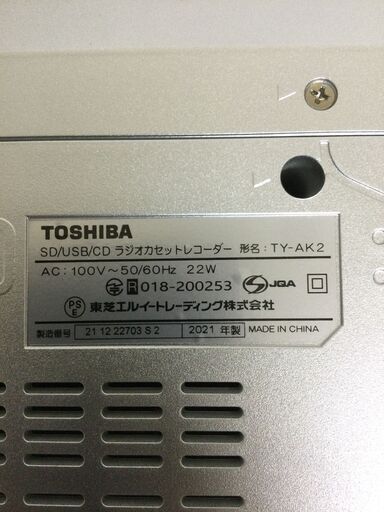 TOSHIBA
SD/USB/CD ラジオカセットレコーダー 形名：TY-AK2
AC：100V～50/60Hz 22W
R 018-200253 S JQA
PS E 東芝エルイートレーディング株式会社
製造番号 21 12 22703 S 2 2021 年製 MADE IN CHINA